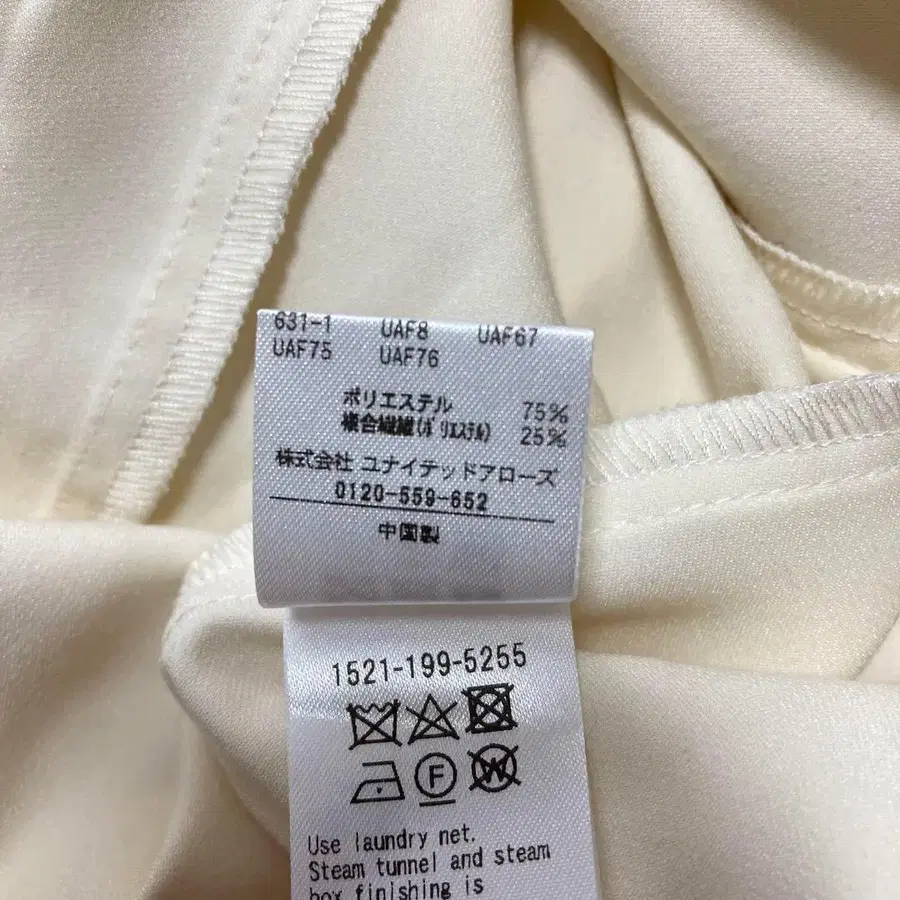 631-1 UAF8 UAF67
UAF75 UAF76
ポリエステル 75%
複合繊維(ポリエステル) 25%
株式会社 ユナイテッドアローズ
0120-559-652
中国製
1521-199-5255
F W
Use laundry net.
Steam tunnel and steam
box finishing is